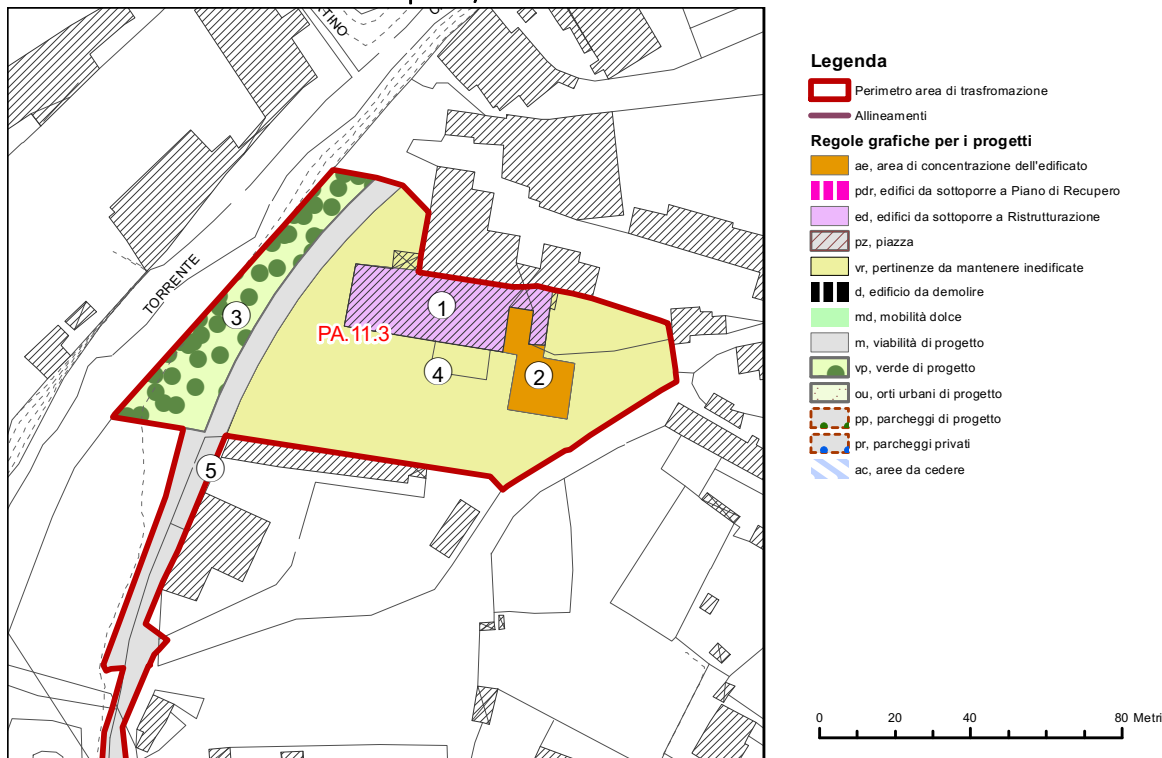 TORRENTE
3
1
PA.11.3
4
2
5
Legenda
Perimetro area di trasfromazione
Allineamenti
Regole grafiche per i progetti
ae, area di concentrazione dell'edificato
pdr, edifici da sottoporre a Piano di Recupero
ed, edifici da sottoporre a Ristrutturazione
pz, piazza
vr, pertinenze da mantenere inedificate
d, edificio da demolire
md, mobilità dolce
m, viabilità di progetto
vp, verde di progetto
ou, orti urbani di progetto
pp, parcheggi di progetto
pr, parcheggi privati
ac, aree da cedere
0 20 40 80 Metri